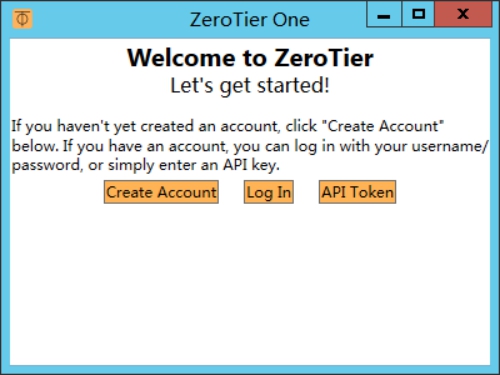 ZeroTier One
Welcome to ZeroTier
Let's get started!
If you haven't yet created an account, click "Create Account"
below. If you have an account, you can log in with your username/
password, or simply enter an API key.
Create Account Log In API Token